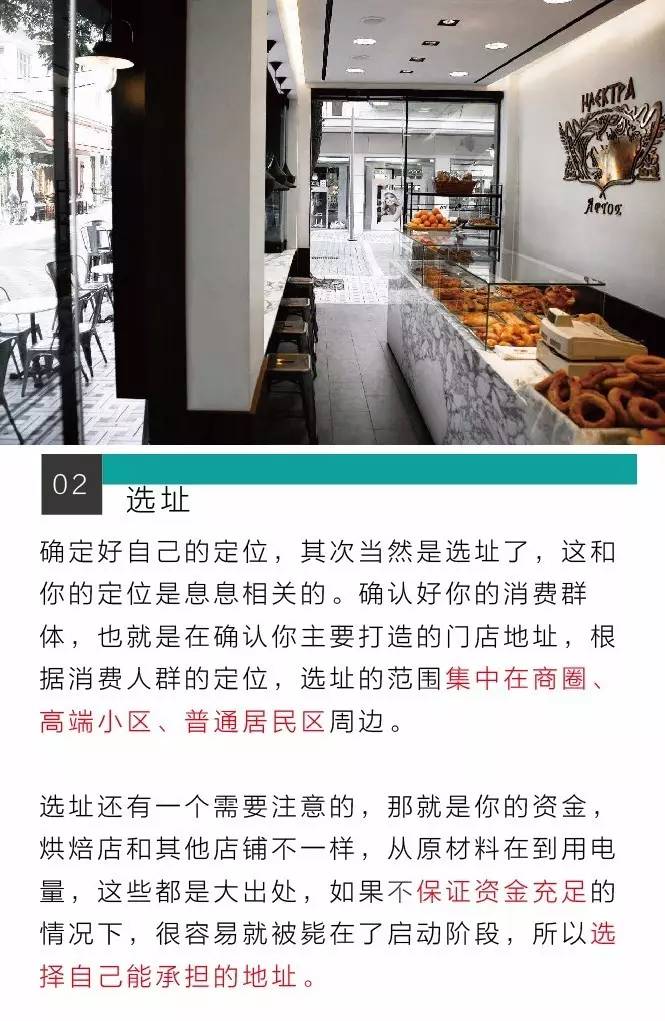 ΗΛΕΚΤΡΑ
Άρτος
02
选址
确定好自己的定位，其次当然是选址了，这和
你的定位是息息相关的。确认好你的消费群
体，也就是在确认你主要打造的门店地址，根
据消费人群的定位，选址的范围集中在商圈、
高端小区、普通居民区周边。
选址还有一个需要注意的，那就是你的资金，
烘焙店和其他店铺不一样，从原材料在到用电
量，这些都是大出处，如果不保证资金充足的
情况下，很容易就被毙在了启动阶段，所以选
择自己能承担的地址。